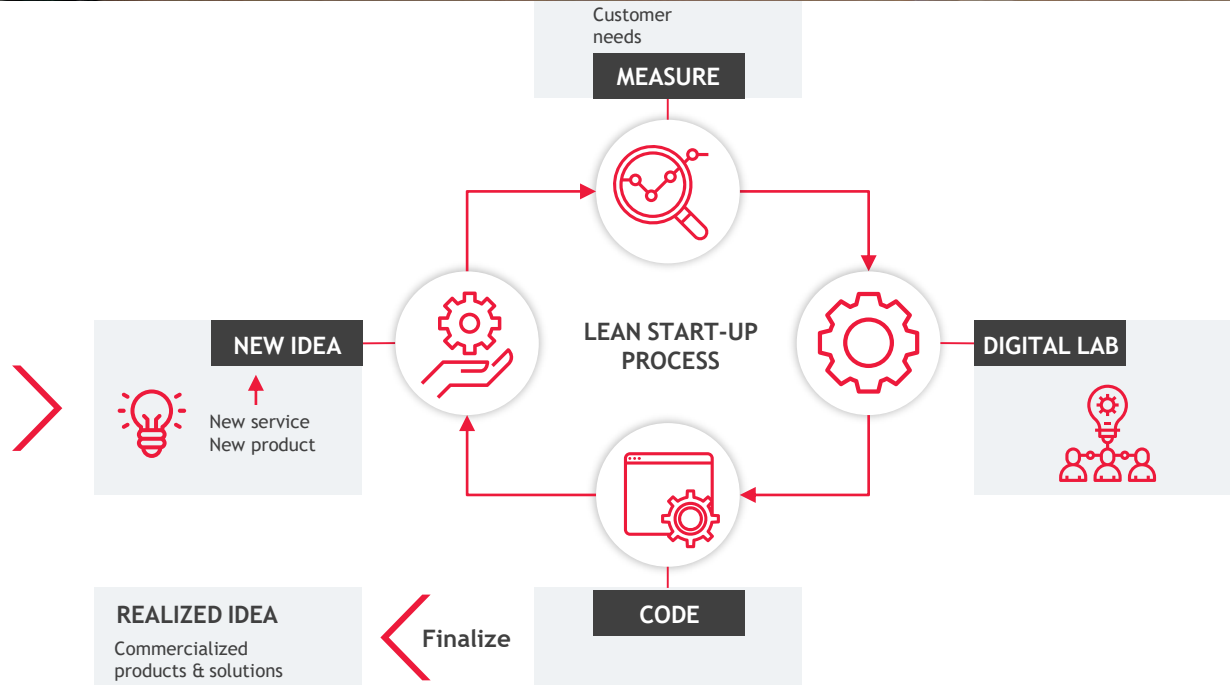 Customer
needs
MEASURE
LEAN START-UP
PROCESS
NEW IDEA
New service
New product
DIGITAL LAB
CODE
Finalize
REALIZED IDEA
Commercialized
products & solutions